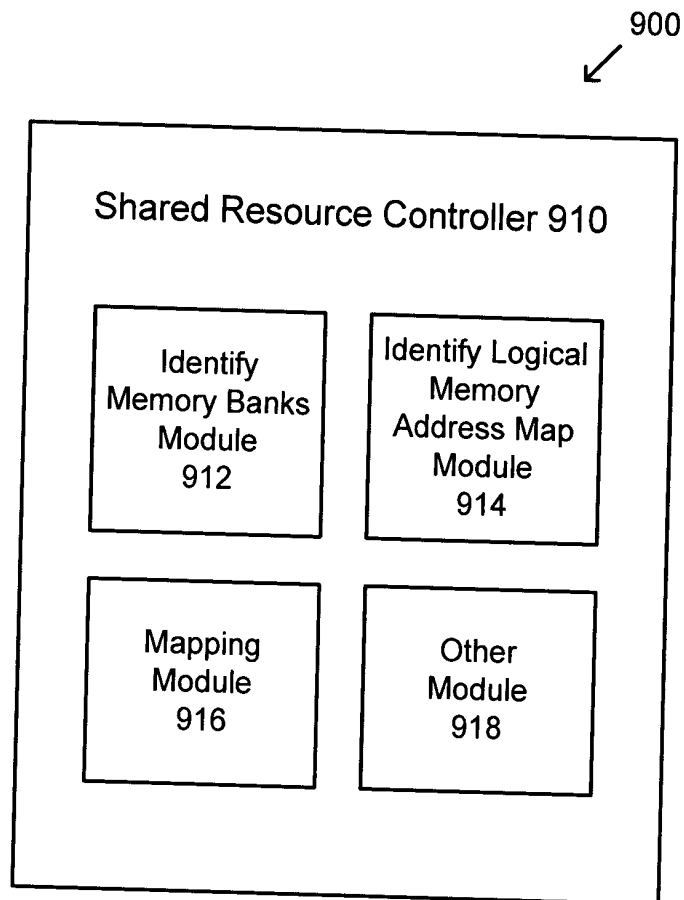 900
Shared Resource Controller 910
Identify
Memory Banks
Module
912
Identify Logical
Memory
Address Map
Module
914
Mapping
Module
916
Other
Module
918